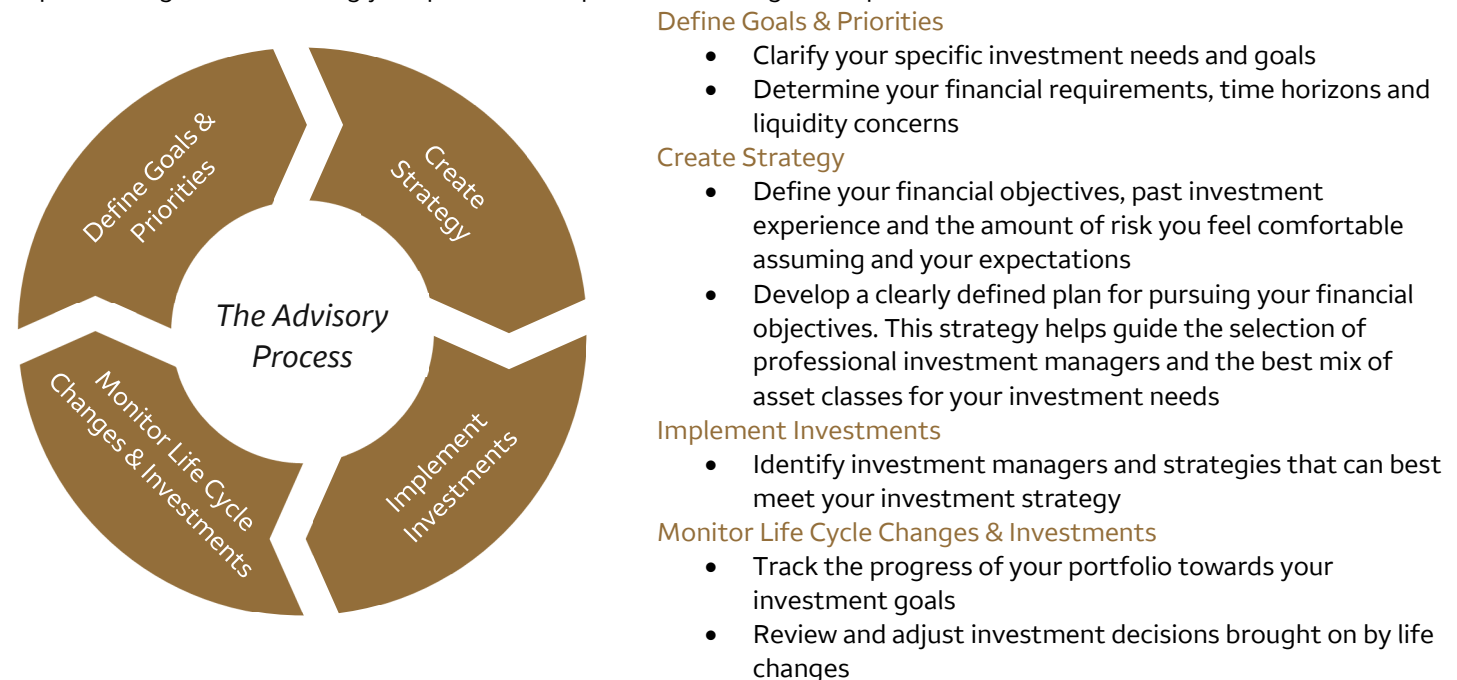 Define Goals &
Priorities
Create
Strategy
The Advisory
Process
Monitor Life Cycle
Changes & Investments
Implement
Investments
Define Goals & Priorities
• Clarify your specific investment needs and goals
• Determine your financial requirements, time horizons and
liquidity concerns
Create Strategy
• Define your financial objectives, past investment
experience and the amount of risk you feel comfortable
assuming and your expectations
• Develop a clearly defined plan for pursuing your financial
objectives. This strategy helps guide the selection of
professional investment managers and the best mix of
asset classes for your investment needs
Implement Investments
• Identify investment managers and strategies that can best
meet your investment strategy
Monitor Life Cycle Changes & Investments
• Track the progress of your portfolio towards your
investment goals
• Review and adjust investment decisions brought on by life
changes